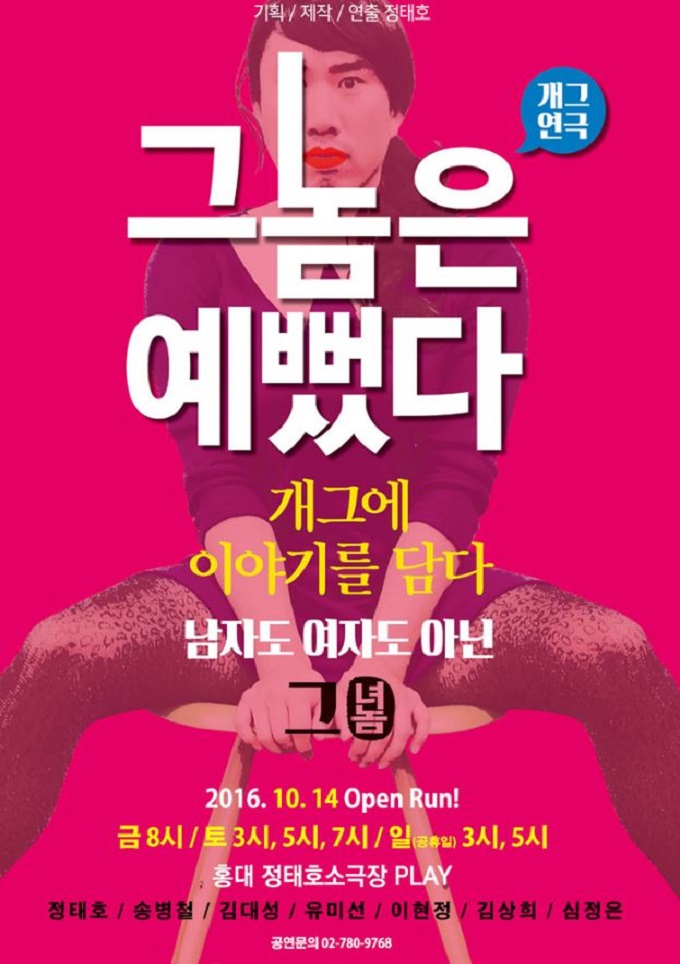 기획 / 제작 / 연출 정태호
개그
연극
그놈은
예뻤다
개그에
이야기를 담다
남자도 여자도 아닌
그
2016. 10. 14 Open Run!
금 8시 / 토 3시, 5시, 7시 / 일(공휴일) 3시, 5시
홍대 정태호소극장 PLAY
정태호 / 송병철 / 김대성 / 유미선 / 이현정 / 김상희 / 심정은
공연문의 02-780-9768